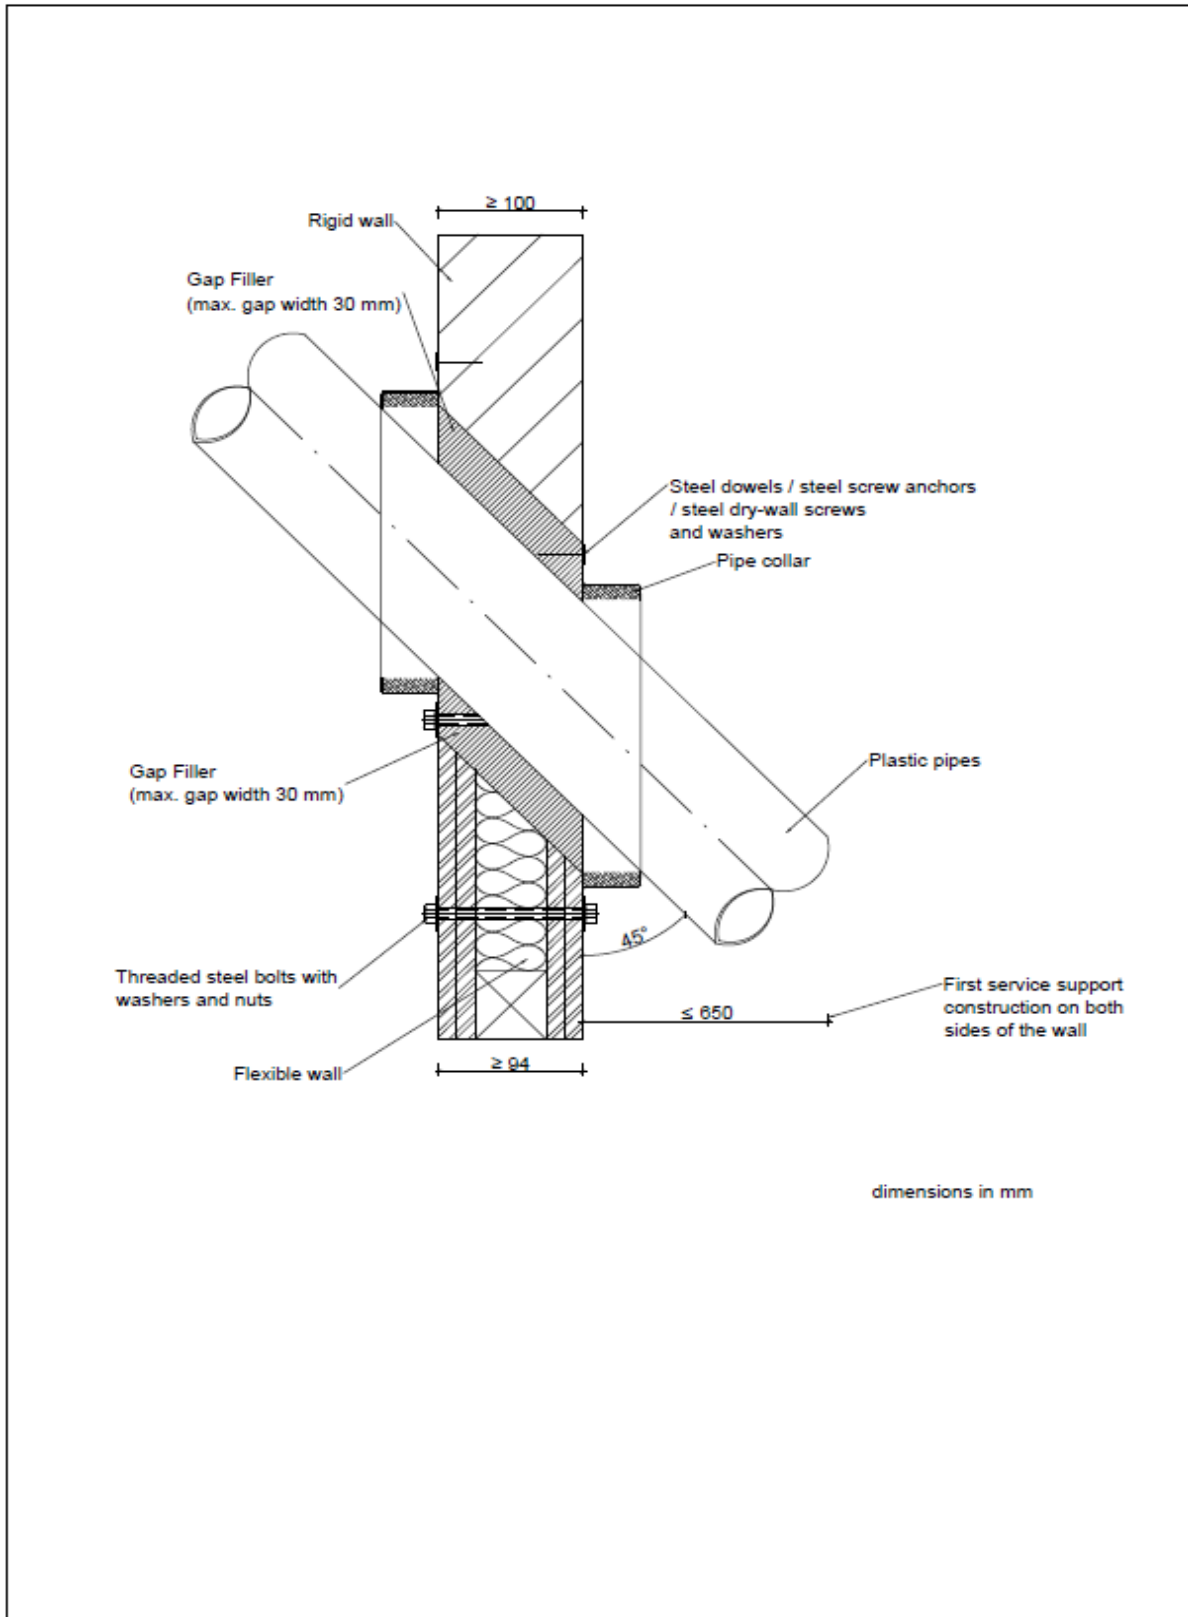 ≥ 100
Rigid wall
Gap Filler
(max. gap width 30 mm)
Steel dowels / steel screw anchors
/ steel dry-wall screws
and washers
Pipe collar
Plastic pipes
Gap Filler
(max. gap width 30 mm)
45°
Threaded steel bolts with
washers and nuts
First service support
construction on both
sides of the wall
≤ 650
≥ 94
Flexible wall
dimensions in mm